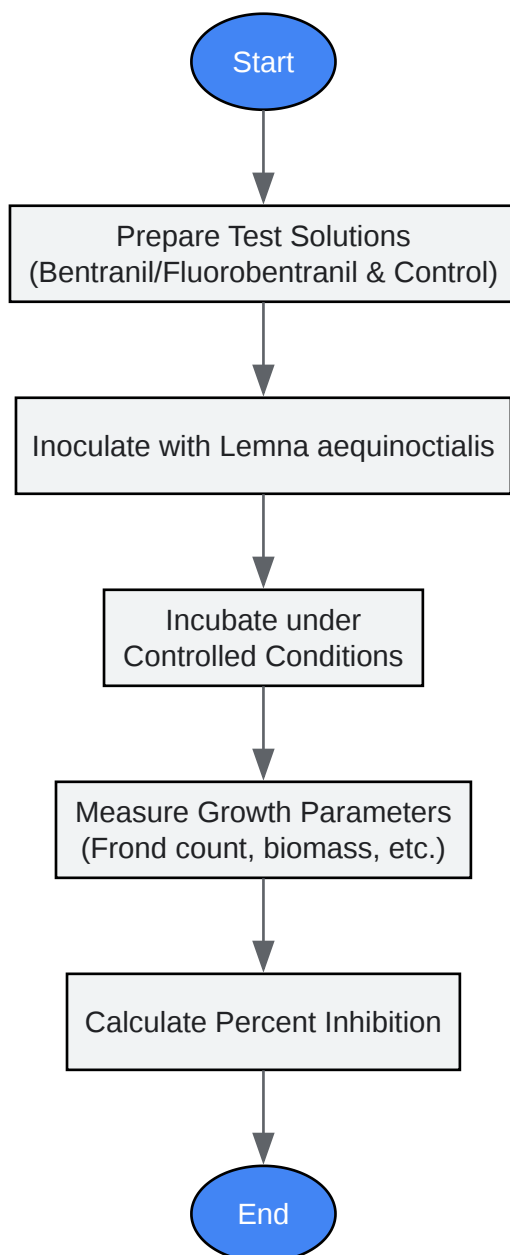 Start
Prepare Test Solutions
(Bentranil/Fluorobentranil & Control)
Inoculate with Lemna aequinoctialis
Incubate under
Controlled Conditions
Measure Growth Parameters
(Frond count, biomass, etc.)
Calculate Percent Inhibition
End